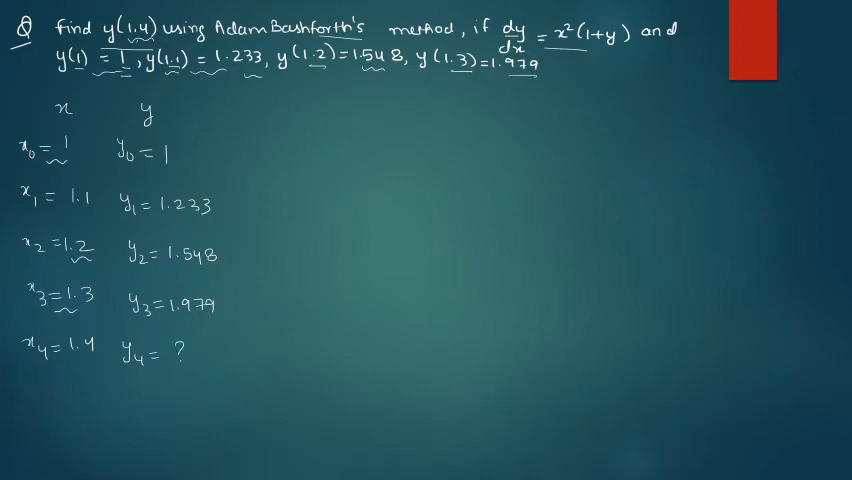 Q Find y(1.4) using AdamBashforth's method, if dy/dx = x²(1+y) and
y(1) = 1, y(1.1) = 1.233, y(1.2) = 1.548, y(1.3) = 1.979
x y
x₀ = 1 y₀ = 1
x₁ = 1.1 y₁ = 1.233
x₂ = 1.2 y₂ = 1.548
x₃ = 1.3 y₃ = 1.979
x₄ = 1.4 y₄ = ?